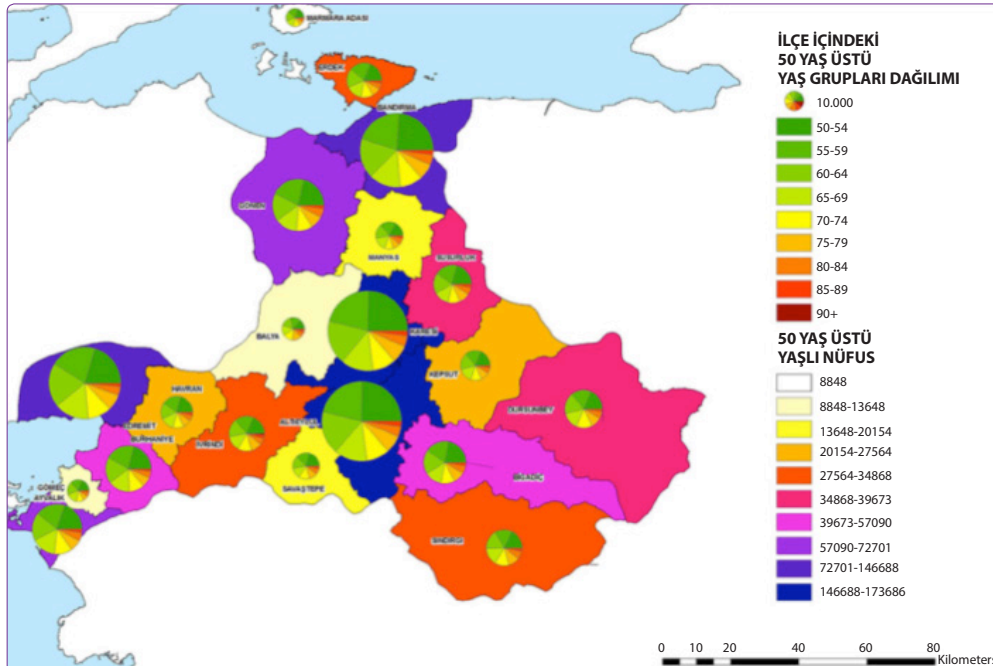 MARMARA ADASI
ERDEK
BANDIRMA
GÖNEN
MANYAS
SUSURLUK
BALYA
KARESİ
KEPSUT
HAVRAN
EDREMİT
BURHANİYE
İVRİNDİ
ALTIEYLÜL
DURSUNBEY
GÖMEÇ
AYVALIK
SAVAŞTEPE
BİGADİÇ
SINDIRGI
İLÇE İÇİNDEKİ
50 YAŞ ÜSTÜ
YAŞ GRUPLARI DAĞILIMI
10.000
50-54
55-59
60-64
65-69
70-74
75-79
80-84
85-89
90+
50 YAŞ ÜSTÜ
YAŞLI NÜFUS
8848
8848-13648
13648-20154
20154-27564
27564-34868
34868-39673
39673-57090
57090-72701
72701-146688
146688-173686
0 10 20 40 60 80
Kilometers